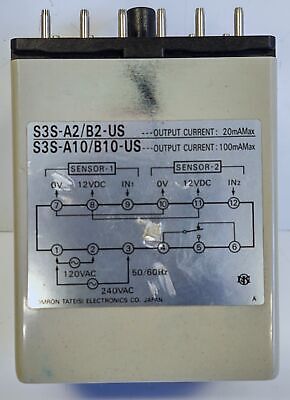 S3S-A2/B2-US ---OUTPUT CURRENT: 20mAMax
S3S-A10/B10-US ---OUTPUT CURRENT: 100mAMax
SENSOR-1 SENSOR-2
0V 12VDC IN1 0V 12VDC IN2
7 8 9 10 11 12
1 2 3 4 5 6
120VAC 50/60Hz
240VAC
OMRON TATEISI ELECTRONICS CO. JAPAN A